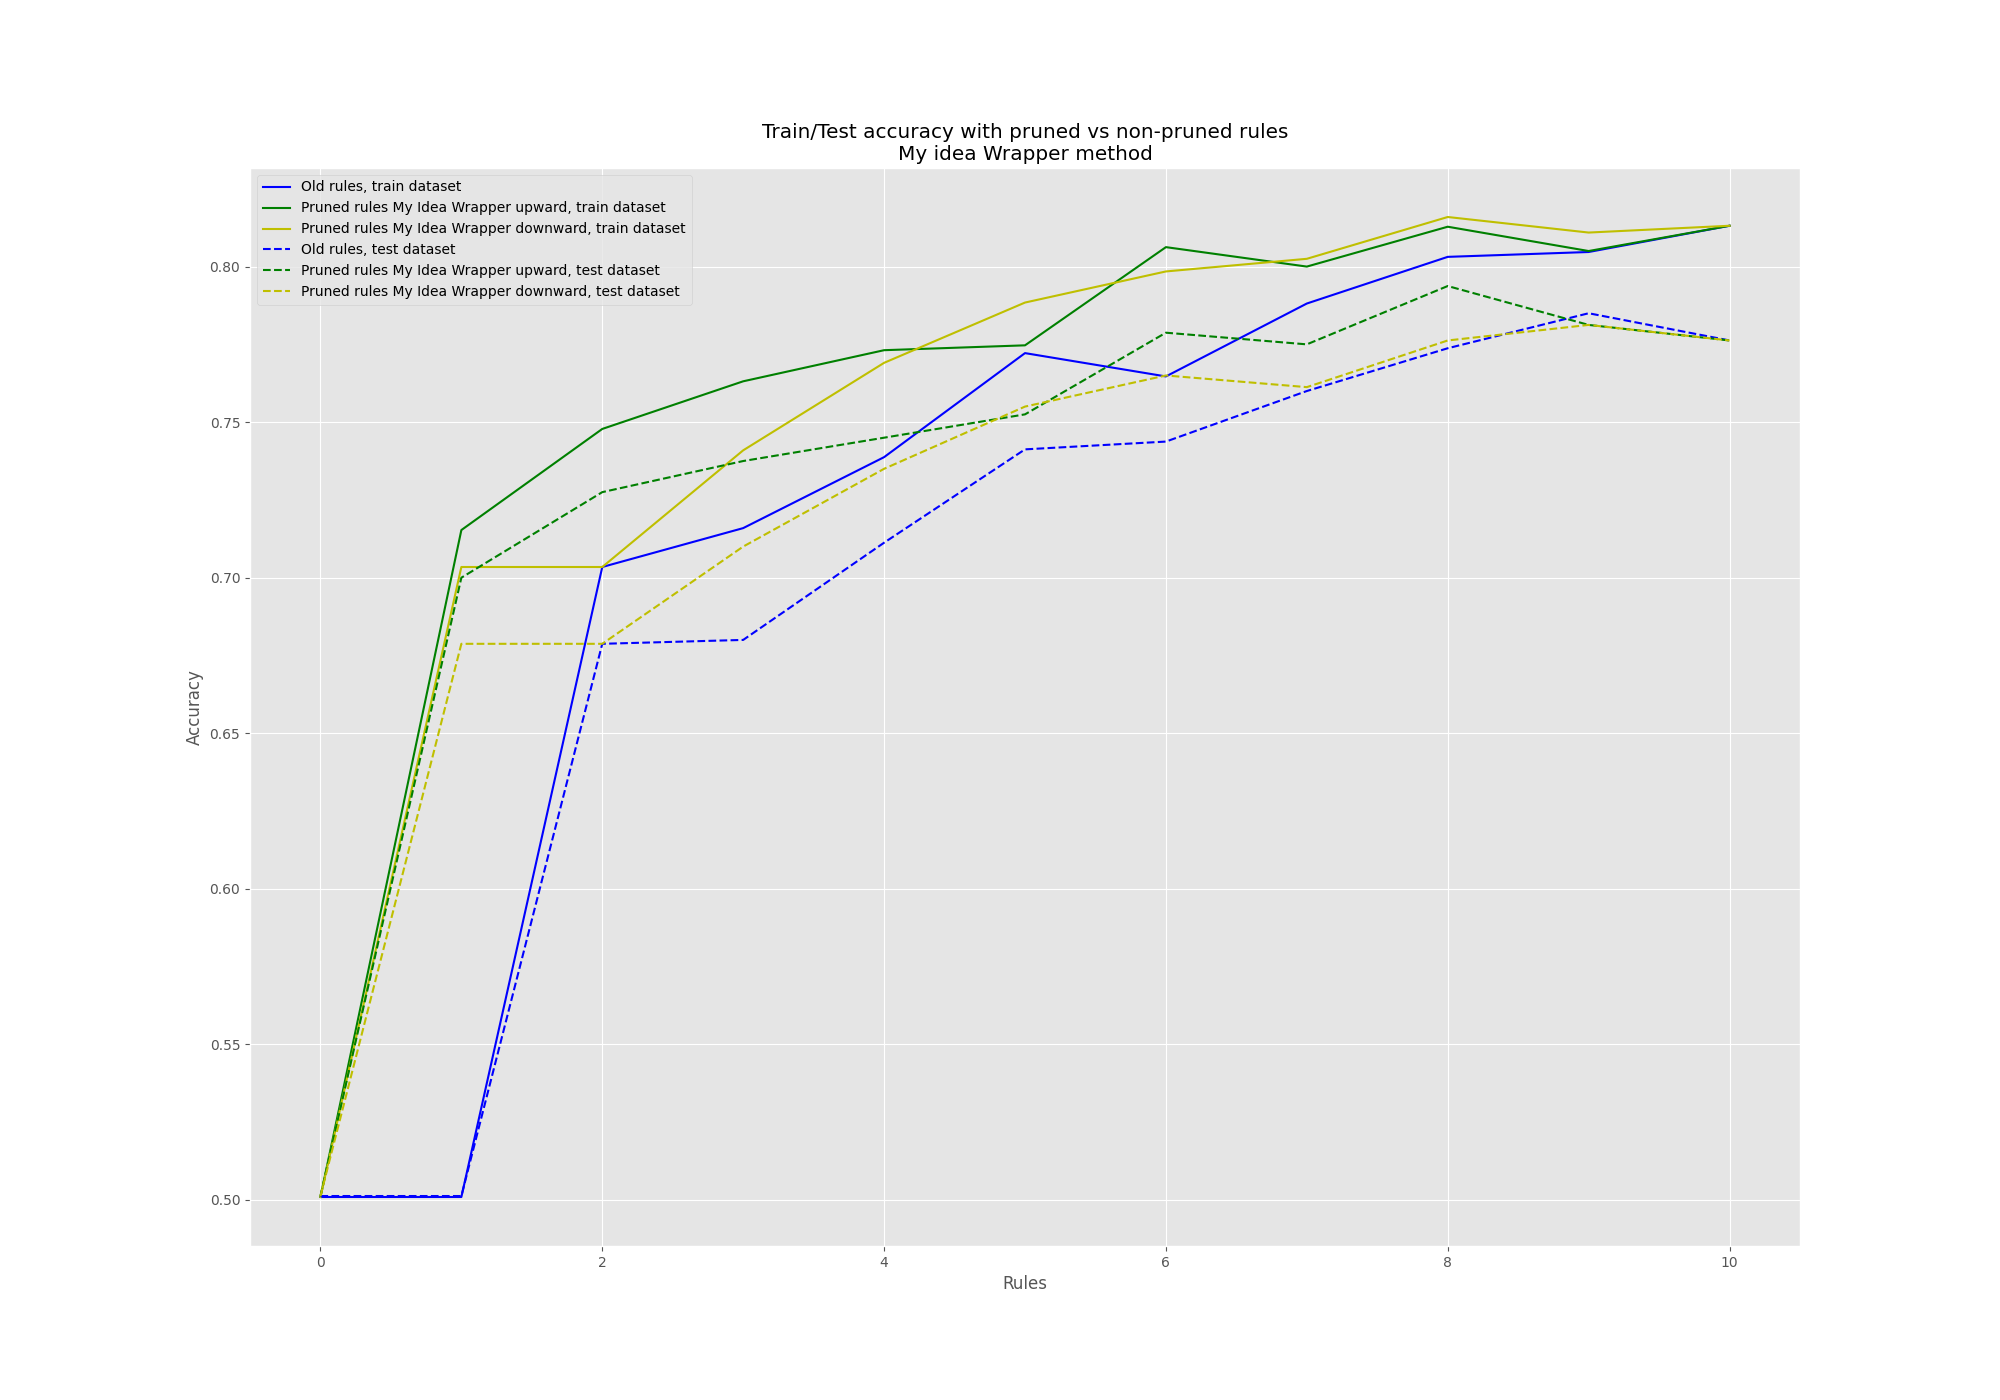 Train/Test accuracy with pruned vs non-pruned rules
My idea Wrapper method
Old rules, train dataset
Pruned rules My Idea Wrapper upward, train dataset
Pruned rules My Idea Wrapper downward, train dataset
Old rules, test dataset
Pruned rules My Idea Wrapper upward, test dataset
Pruned rules My Idea Wrapper downward, test dataset
0.80
0.75
0.70
0.65
0.60
0.55
0.50
Accuracy
0 2 4 6 8 10
Rules